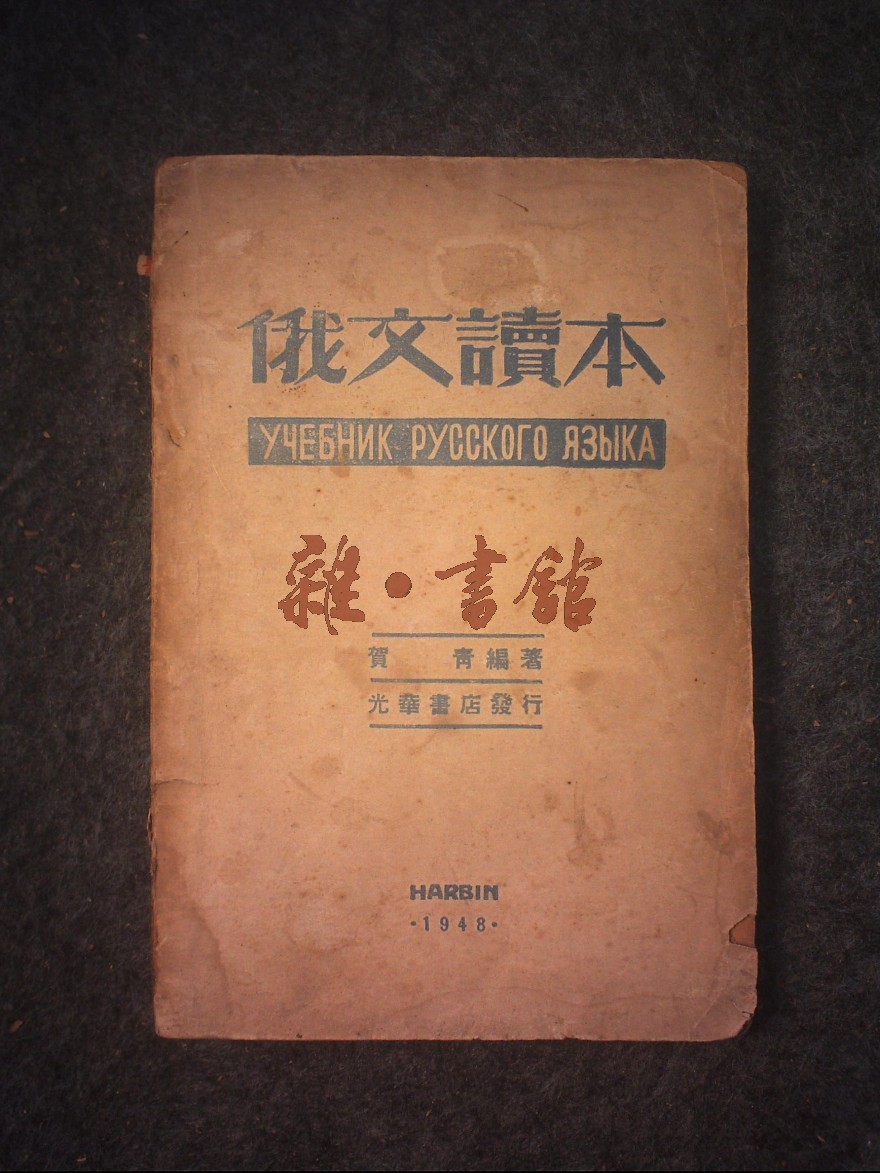 俄文讀本
УЧЕБНИК РУССКОГО ЯЗЫКА
雜·書館
賀 青編著
光華書店發行
HARBIN
·1948·